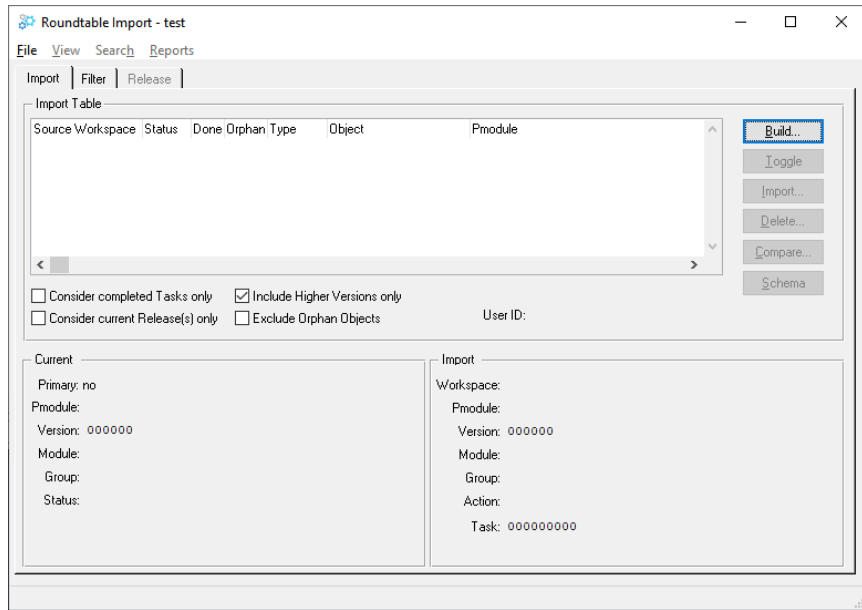 Roundtable Import - test
File View Search Reports
Import Filter Release
Import Table
Source Workspace Status Done Orphan Type Object Pmodule
Build...
Toggle
Import...
Delete...
Compare...
Schema
Consider completed Tasks only Include Higher Versions only
Consider current Release(s) only Exclude Orphan Objects User ID:
Current
Primary: no
Pmodule:
Version: 000000
Module:
Group:
Status:
Import
Workspace:
Pmodule:
Version: 000000
Module:
Group:
Action:
Task: 000000000